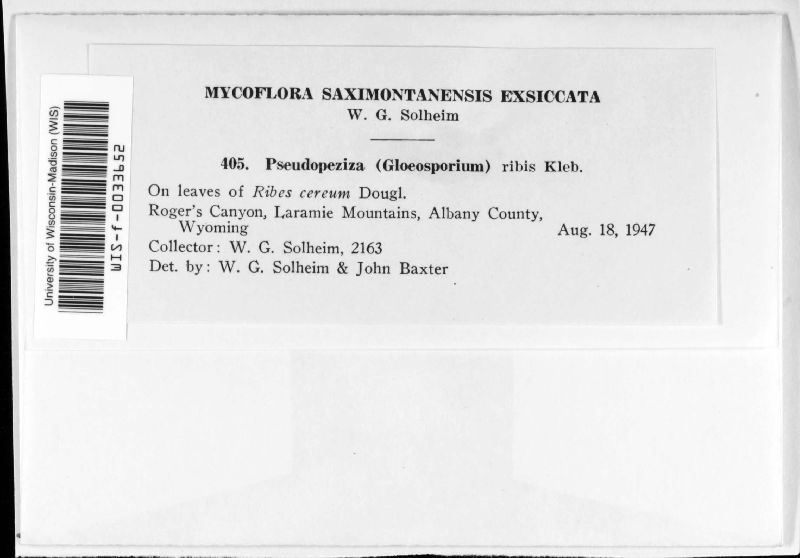 MYCOFLORA SAXIMONTANENSIS EXSICCATA
W. G. Solheim
405. Pseudopeziza (Gloeosporium) ribis Kleb.
On leaves of Ribes cereum Dougl.
Roger's Canyon, Laramie Mountains, Albany County,
Wyoming Aug. 18, 1947
Collector: W. G. Solheim, 2163
Det. by: W. G. Solheim & John Baxter
University of Wisconsin-Madison (WIS)
WIS-f-0033652